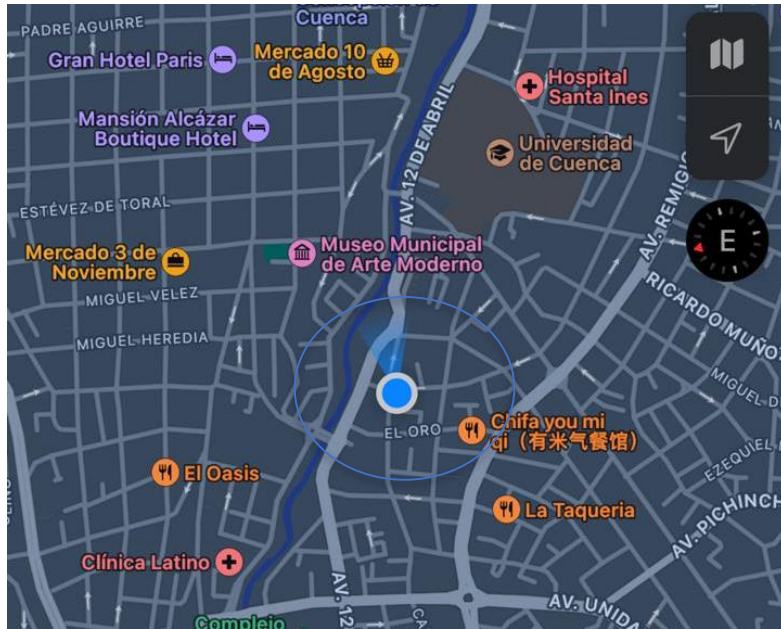 Cuenca
PADRE AGUIRRE
Gran Hotel Paris
Mercado 10
de Agosto
Hospital
Santa Ines
Mansión Alcázar
Boutique Hotel
Universidad
de Cuenca
AV. 12 DE ABRIL
ESTÉVEZ DE TORAL
AV. REMIGIO
E
Museo Municipal
de Arte Moderno
Mercado 3 de
Noviembre
MIGUEL VELEZ
RICARDO MUÑO
MIGUEL HEREDIA
MIGUEL D
EL ORO
Chifa you mi
qi（有米气餐馆）
EZEQUIEL
El Oasis
La Taqueria
AV. PICHINCH
Clínica Latino
AV. 12
AV. UNIDA
CA
Complejo